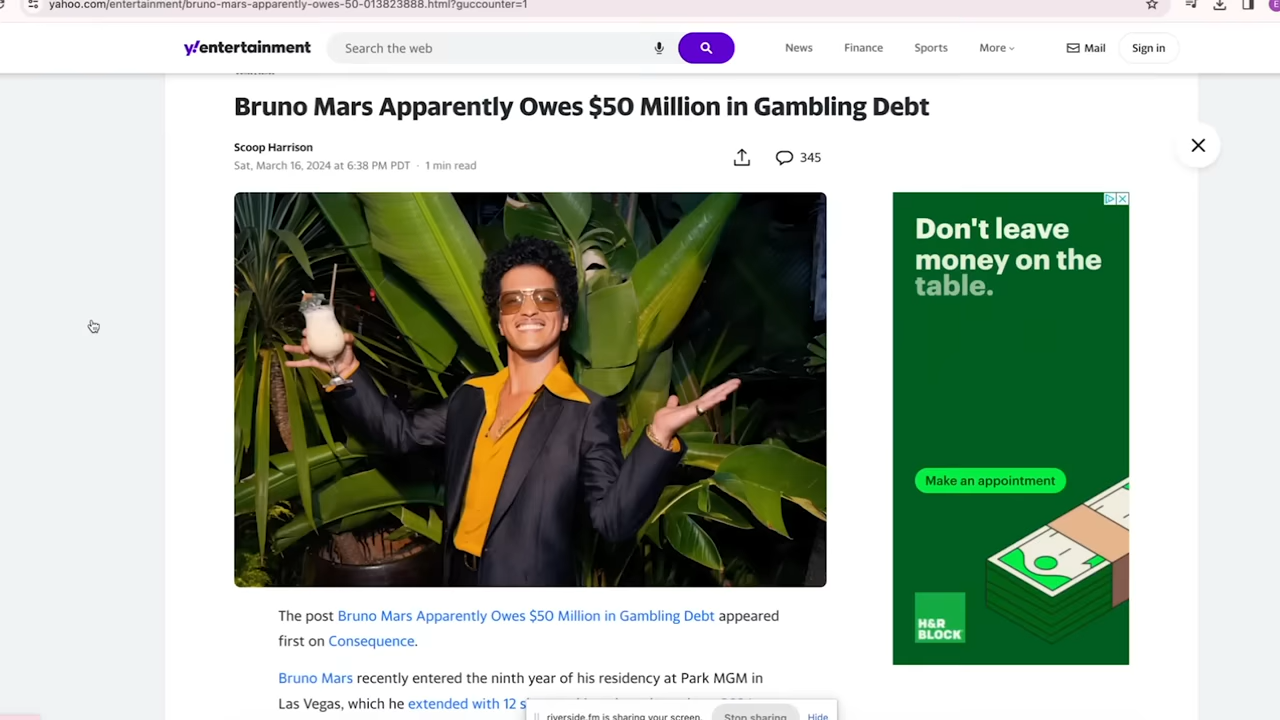 yahoo.com/entertainment/bruno-mars-apparently-owes-50-013823888.html?guccounter=1
y!entertainment
Search the web
News
Finance
Sports
More
Mail
Sign in
Bruno Mars Apparently Owes $50 Million in Gambling Debt
Scoop Harrison
Sat, March 16, 2024 at 6:38 PM PDT · 1 min read
345
Don't leave
money on the
table.
Make an appointment
H&R
BLOCK
The post Bruno Mars Apparently Owes $50 Million in Gambling Debt appeared
first on Consequence.
Bruno Mars recently entered the ninth year of his residency at Park MGM in
Las Vegas, which he extended with 12
riverside.fm is sharing your screen.
Stop sharing
Hide